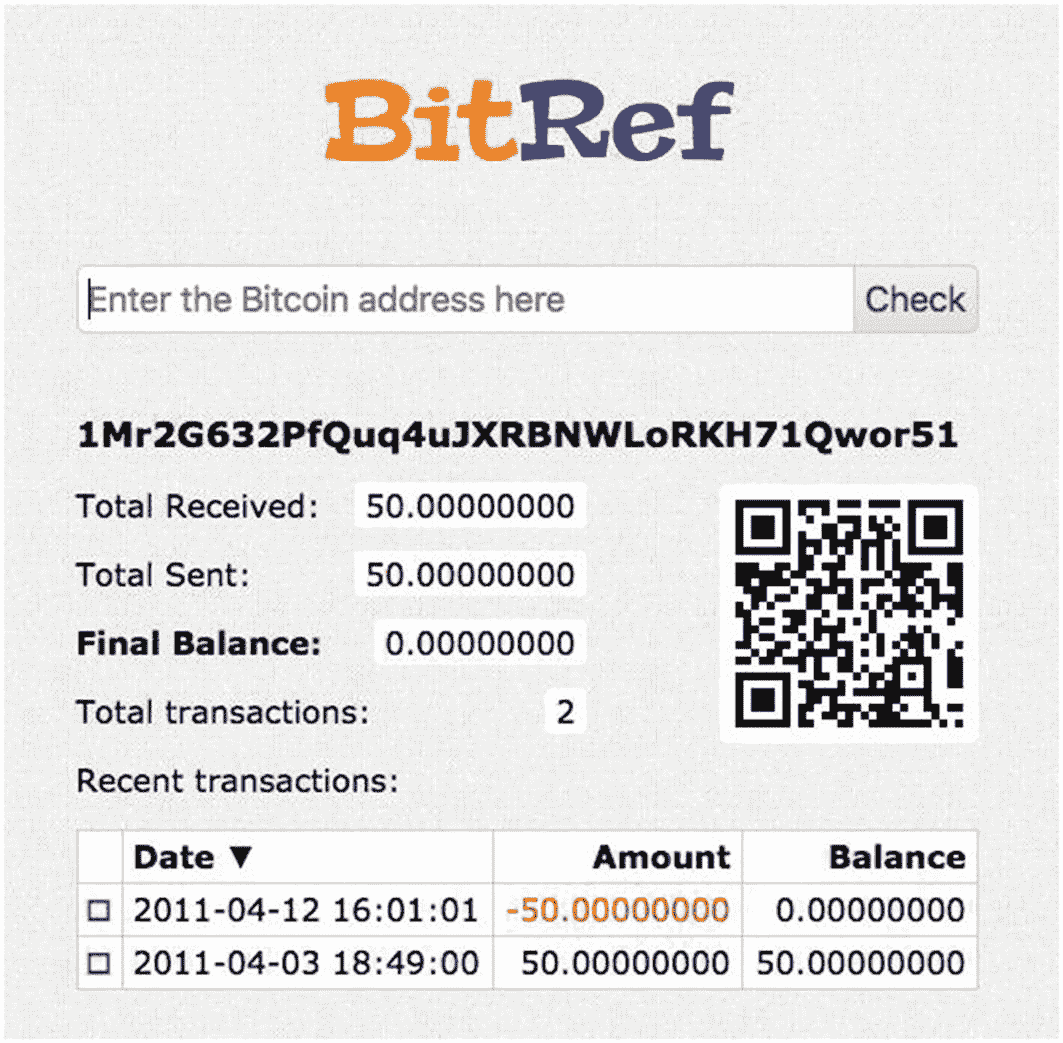 BitRef
Enter the Bitcoin address here Check
1Mr2G632PfQuq4uJXRBNWLoRKH71Qwor51
Total Received: 50.00000000
Total Sent: 50.00000000
Final Balance: 0.00000000
Total transactions: 2
Recent transactions:
Date ▼ Amount Balance
2011-04-12 16:01:01 -50.00000000 0.00000000
2011-04-03 18:49:00 50.00000000 50.00000000